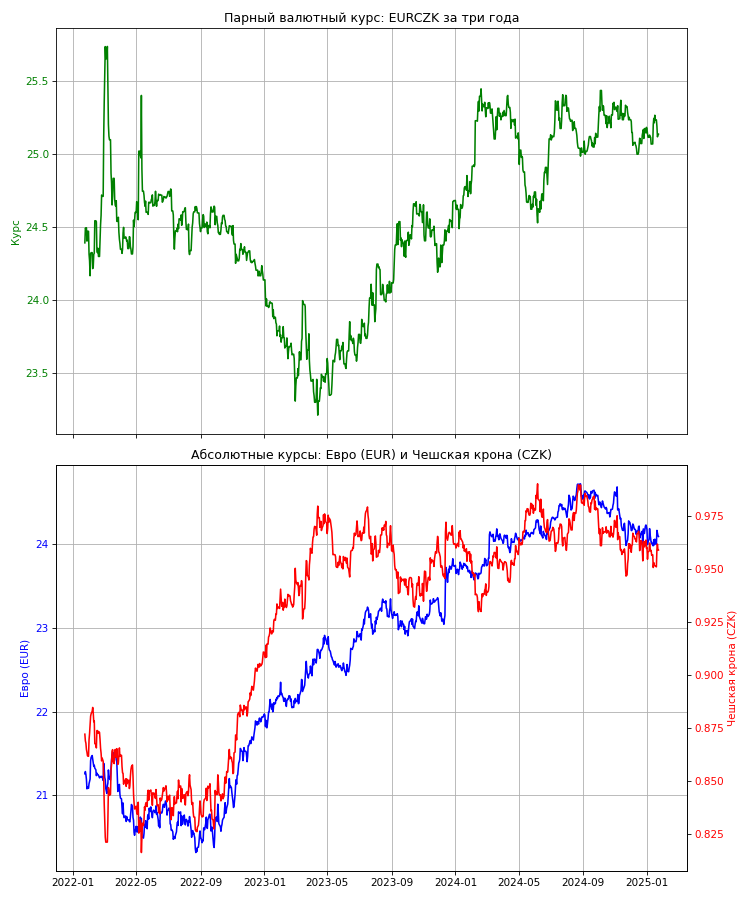 Парный валютный курс: EURCZK за три года
25.5
25.0
24.5
24.0
23.5
Курс
Абсолютные курсы: Евро (EUR) и Чешская крона (CZK)
24
23
22
21
Евро (EUR)
0.975
0.950
0.925
0.900
0.875
0.850
0.825
Чешская крона (CZK)
2022-01 2022-05 2022-09 2023-01 2023-05 2023-09 2024-01 2024-05 2024-09 2025-01